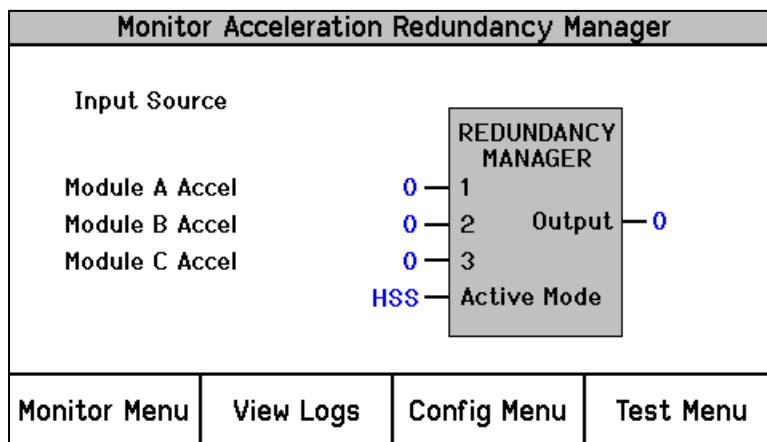 Monitor Acceleration Redundancy Manager
Input Source
REDUNDANCY
MANAGER
Module A Accel 0 1
Module B Accel 0 2 Output 0
Module C Accel 0 3
HSS Active Mode
Monitor Menu View Logs Config Menu Test Menu